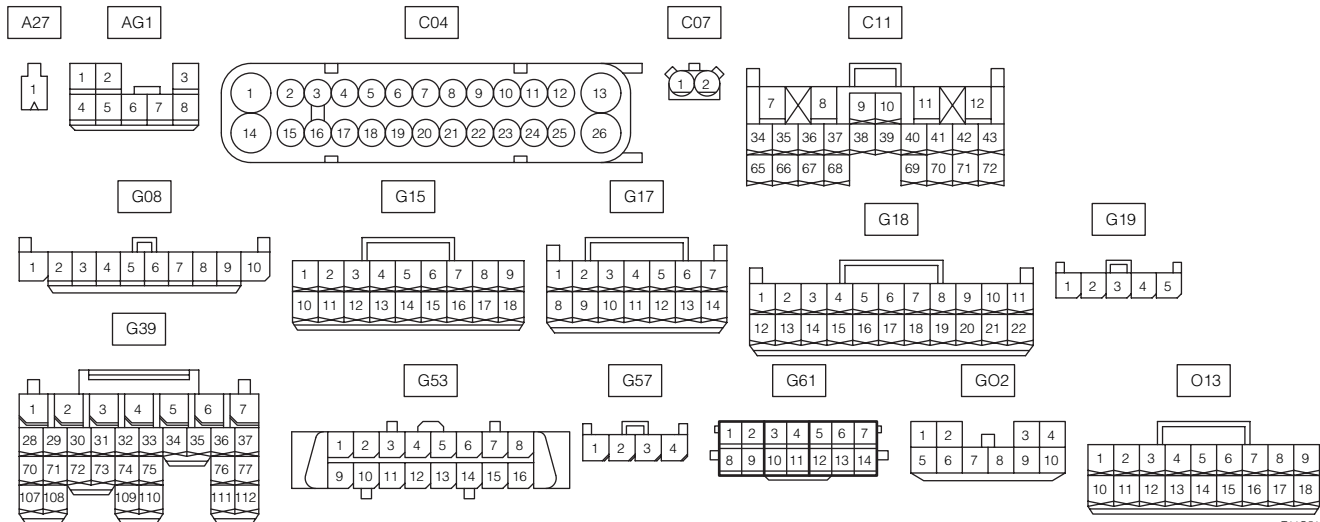 A27
AG1
C04
C07
C11
1
1 2 3
4 5 6 7 8
1 2 3 4 5 6 7 8 9 10 11 12 13
14 15 16 17 18 19 20 21 22 23 24 25 26
1 2
7 8 9 10 11 12
34 35 36 37 38 39 40 41 42 43
65 66 67 68 69 70 71 72
G08
G15
G17
G18
G19
1 2 3 4 5 6 7 8 9 10
1 2 3 4 5 6 7 8 9
10 11 12 13 14 15 16 17 18
1 2 3 4 5 6 7
8 9 10 11 12 13 14
1 2 3 4 5 6 7 8 9 10 11
12 13 14 15 16 17 18 19 20 21 22
1 2 3 4 5
G39
G53
G57
G61
GO2
O13
1 2 3 4 5 6 7
28 29 30 31 32 33 34 35 36 37
70 71 72 73 74 75 76 77
107 108 109 110 111 112
1 2 3 4 5 6 7 8
9 10 11 12 13 14 15 16
1 2 3 4
1 2 3 4 5 6 7
8 9 10 11 12 13 14
1 2 3 4
5 6 7 8 9 10
1 2 3 4 5 6 7 8 9
10 11 12 13 14 15 16 17 18